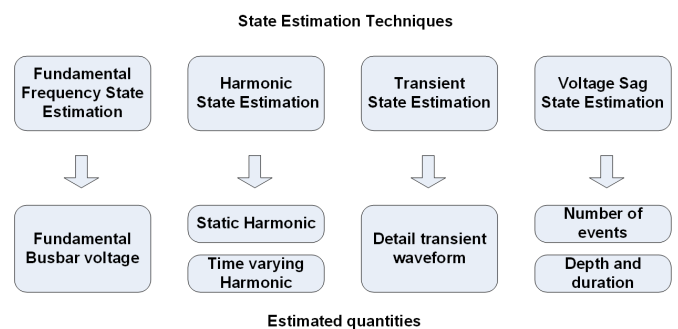 State Estimation Techniques
Fundamental
Frequency State
Estimation
Harmonic
State Estimation
Transient
State Estimation
Voltage Sag
State Estimation
Fundamental
Busbar voltage
Static Harmonic
Time varying
Harmonic
Detail transient
waveform
Number of
events
Depth and
duration
Estimated quantities